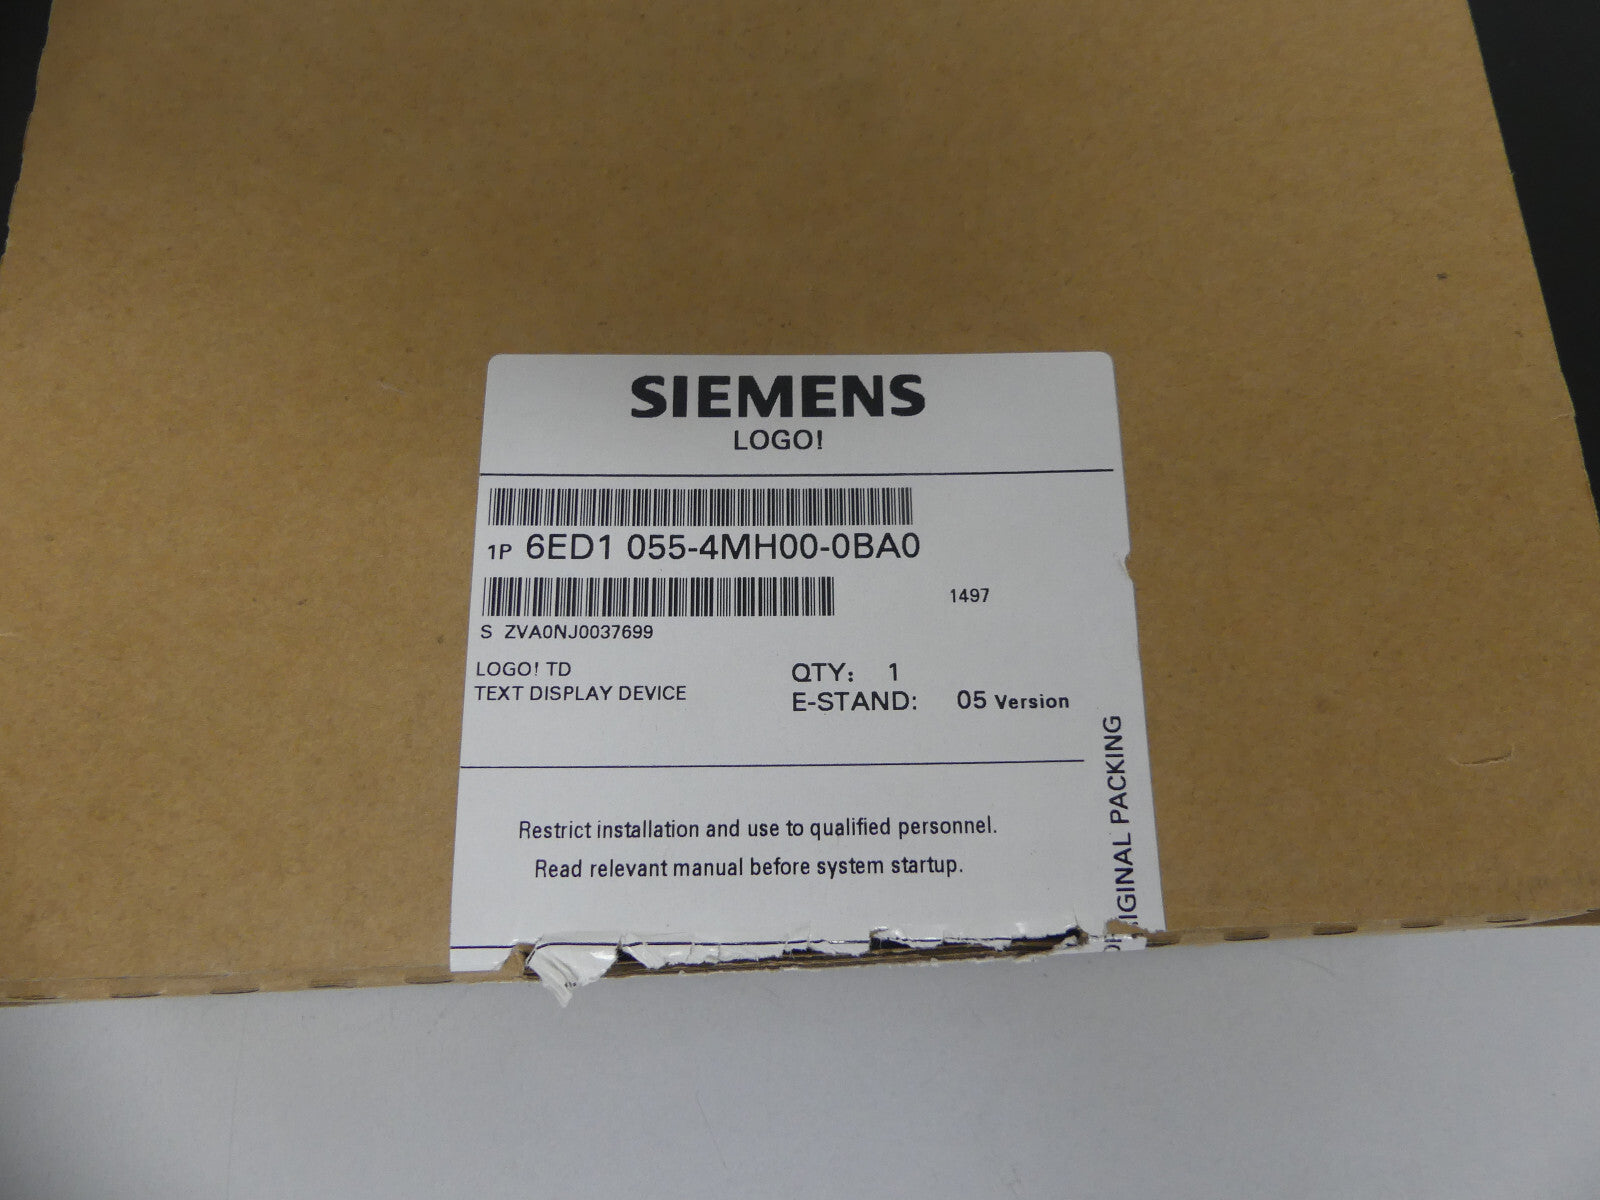 SIEMENS
LOGO!
1P 6ED1 055-4MH00-0BA0
1497
S ZVA0NJ0037699
LOGO! TD
TEXT DISPLAY DEVICE
QTY: 1
E-STAND: 05 Version
ORIGINAL PACKING
Restrict installation and use to qualified personnel.
Read relevant manual before system startup.